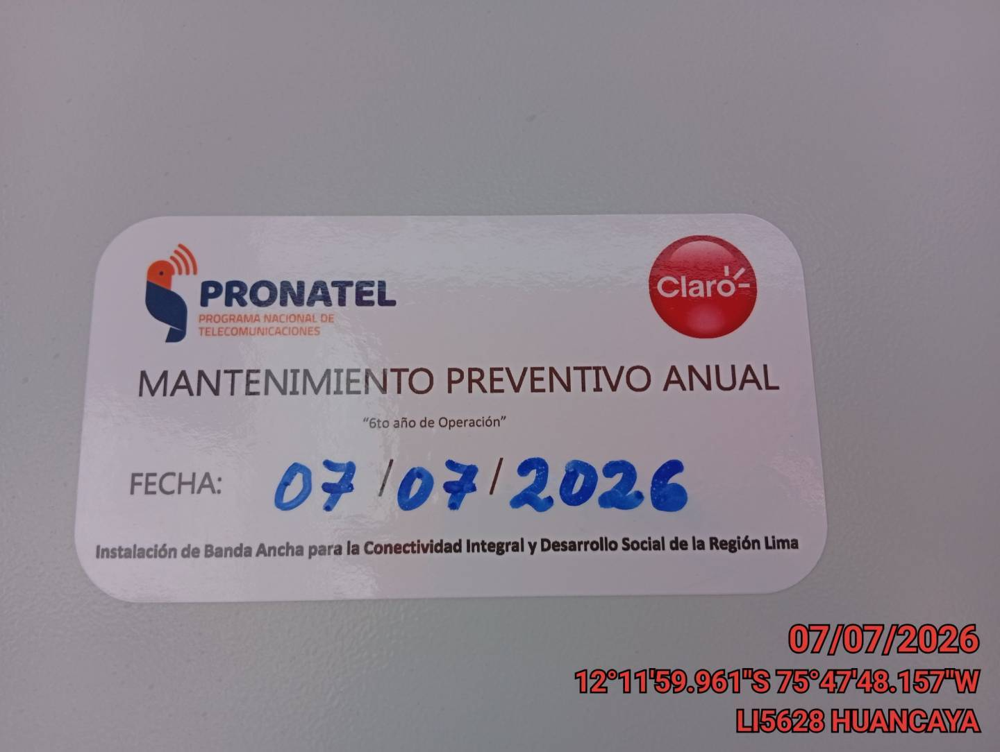 PRONATEL
PROGRAMA NACIONAL DE
TELECOMUNICACIONES
Claro
MANTENIMIENTO PREVENTIVO ANUAL
“6to año de Operación”
FECHA: 07/07/2026
Instalación de Banda Ancha para la Conectividad Integral y Desarrollo Social de la Región Lima
07/07/2026
12°11'59.961"S 75°47'48.157"W
LI5628 HUANCAYA